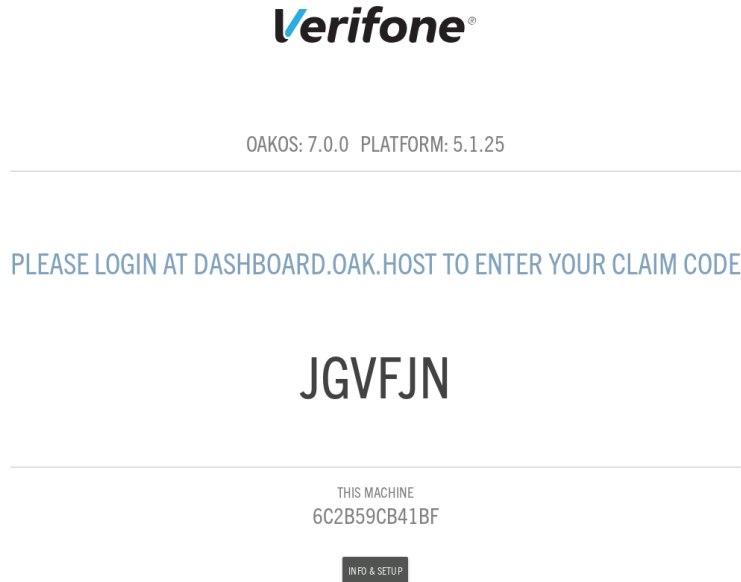 Verifone®
OAKOS: 7.0.0 PLATFORM: 5.1.25
PLEASE LOGIN AT DASHBOARD.OAK.HOST TO ENTER YOUR CLAIM CODE
JGVFJN
THIS MACHINE
6C2B59CB41BF
INFO & SETUP